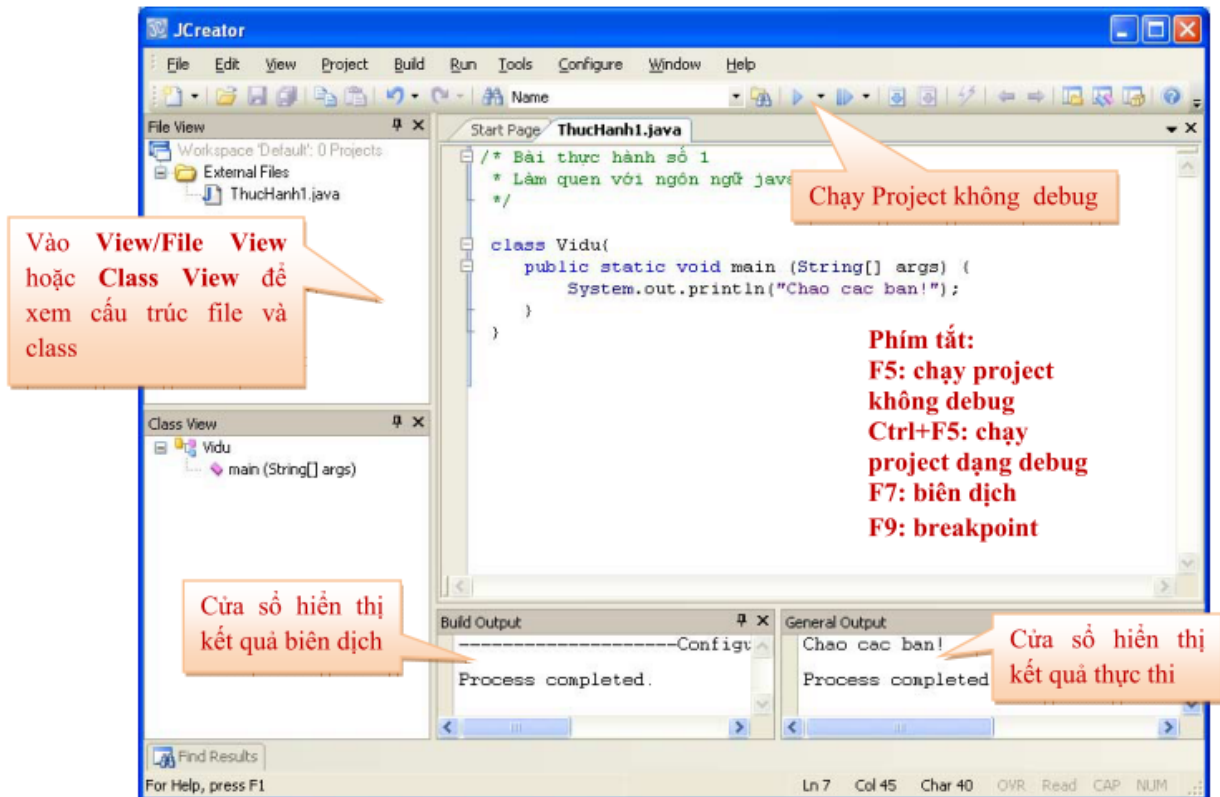 JCreator
File Edit View Project Build Run Tools Configure Window Help
Name
File View
Workspace 'Default': 0 Projects
External Files
ThucHanh1.java
Start Page ThucHanh1.java
/* Bài thực hành số 1
* Làm quen với ngôn ngữ java
*/
class Vidu{
public static void main (String[] args) {
System.out.println("Chao cac ban!");
}
}
Chạy Project không debug
Vào View/File View
hoặc Class View để
xem cấu trúc file và
class
Phím tắt:
F5: chạy project
không debug
Ctrl+F5: chạy
project dạng debug
F7: biên dịch
F9: breakpoint
Class View
Vidu
main (String[] args)
Cửa sổ hiển thị
kết quả biên dịch
Build Output
--------------------Configu
Process completed.
General Output
Chao cac ban!
Process completed
Cửa sổ hiển thị
kết quả thực thi
Find Results
For Help, press F1
Ln 7 Col 45 Char 40 OVR Read CAP NUM